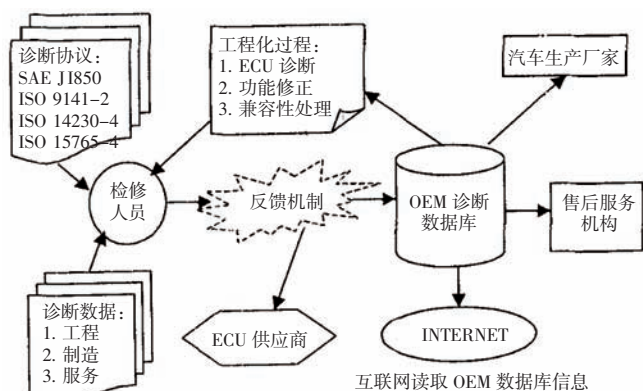 诊断协议：
SAE J1850
ISO 9141-2
ISO 14230-4
ISO 15765-4
工程化过程：
1. ECU 诊断
2. 功能修正
3. 兼容性处理
汽车生产厂家
检修
人员
反馈机制
OEM 诊断
数据库
售后服务
机构
诊断数据：
1. 工程
2. 制造
3. 服务
ECU 供应商
INTERNET
互联网读取 OEM 数据库信息